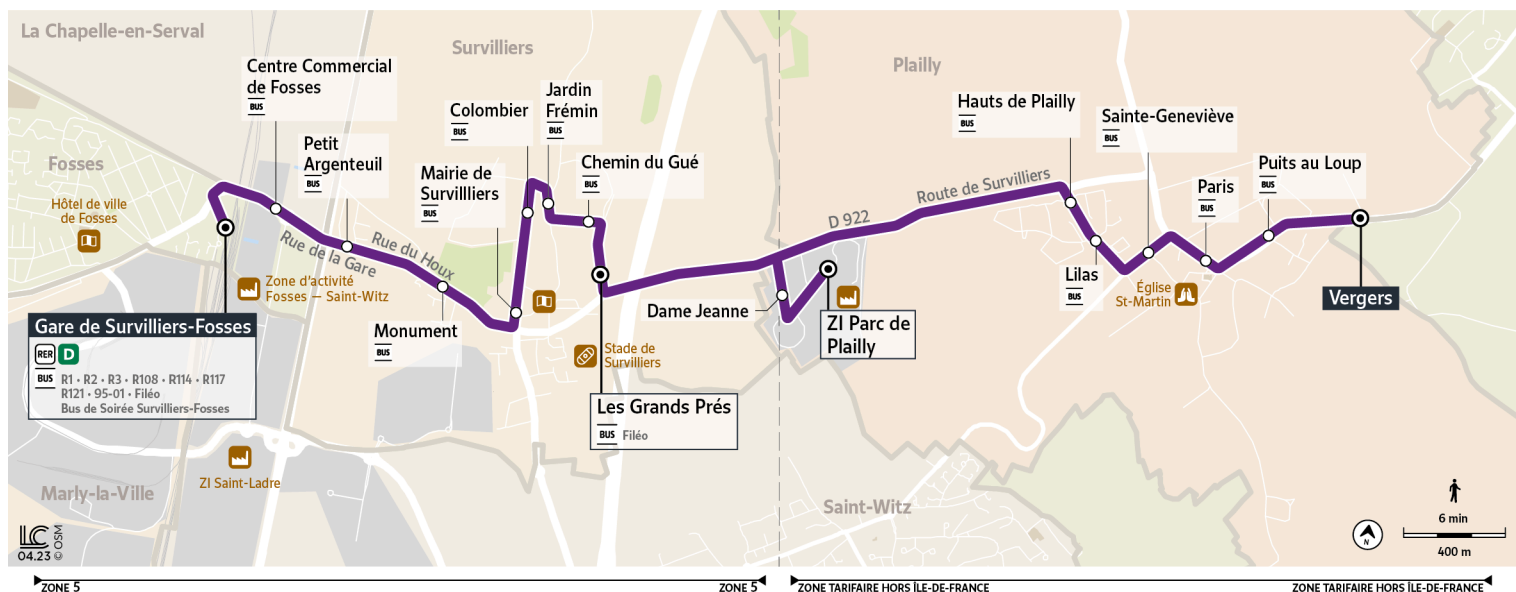 La Chapelle-en-Serval
Survilliers
Plailly
Centre Commercial
de Fosses
BUS
Jardin
Frémin
BUS
Colombier
BUS
Hauts de Plailly
BUS
Sainte-Geneviève
BUS
Petit
Argenteuil
BUS
Fosses
Mairie de
Survillliers
BUS
Chemin du Gué
BUS
Puits au Loup
BUS
Paris
BUS
Route de Survilliers
D 922
Hôtel de ville
de Fosses
Rue de la Gare
Rue du Houx
Zone d'activité
Fosses — Saint-Witz
Lilas
BUS
Église
St-Martin
Vergers
Dame Jeanne
ZI Parc de
Plailly
Gare de Survilliers-Fosses
RER D
BUS R1 • R2 • R3 • R108 • R114 • R117
R121 • 95-01 • Filéo
Bus de Soirée Survilliers-Fosses
Monument
BUS
Stade de
Survilliers
Les Grands Prés
BUS Filéo
ZI Saint-Ladre
Marly-la-Ville
Saint-Witz
LC
04.23 © OSM
N
6 min
400 m
ZONE 5
ZONE 5
ZONE TARIFAIRE HORS ÎLE-DE-FRANCE
ZONE TARIFAIRE HORS ÎLE-DE-FRANCE